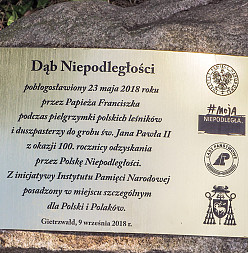 Dąb Niepodległości
pobłogosławiony 23 maja 2018 roku
przez Papieża Franciszka
podczas pielgrzymki polskich leśników
i duszpasterzy do grobu św. Jana Pawła II
z okazji 100. rocznicy odzyskania
przez Polskę Niepodległości.
Z inicjatywy Instytutu Pamięci Narodowej
posadzony w miejscu szczególnym
dla Polski i Polaków.
Gietrzwałd, 9 września 2018 r.
#MOJA
NIEPODLEGŁA